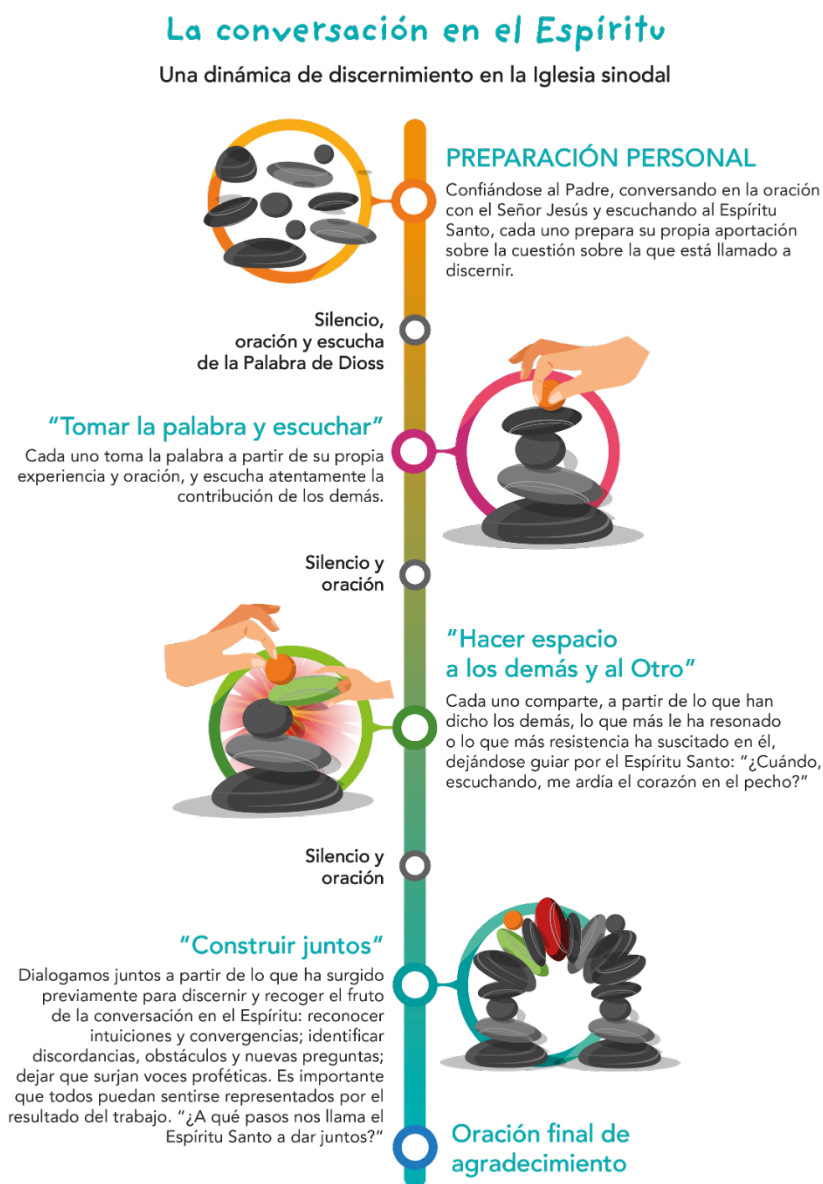 La conversación en el Espíritu
Una dinámica de discernimiento en la Iglesia sinodal
PREPARACIÓN PERSONAL
Confiándose al Padre, conversando en la oración
con el Señor Jesús y escuchando al Espíritu
Santo, cada uno prepara su propia aportación
sobre la cuestión sobre la que está llamado a
discernir.
Silencio,
oración y escucha
de la Palabra de Dioss
"Tomar la palabra y escuchar"
Cada uno toma la palabra a partir de su propia
experiencia y oración, y escucha atentamente la
contribución de los demás.
Silencio y
oración
"Hacer espacio
a los demás y al Otro"
Cada uno comparte, a partir de lo que han
dicho los demás, lo que más le ha resonado
o lo que más resistencia ha suscitado en él,
dejándose guiar por el Espíritu Santo: "¿Cuándo,
escuchando, me ardía el corazón en el pecho?"
Silencio y
oración
"Construir juntos"
Dialogamos juntos a partir de lo que ha surgido
previamente para discernir y recoger el fruto
de la conversación en el Espíritu: reconocer
intuiciones y convergencias; identificar
discordancias, obstáculos y nuevas preguntas;
dejar que surjan voces proféticas. Es importante
que todos puedan sentirse representados por el
resultado del trabajo. "¿A qué pasos nos llama el
Espíritu Santo a dar juntos?"
Oración final de
agradecimiento